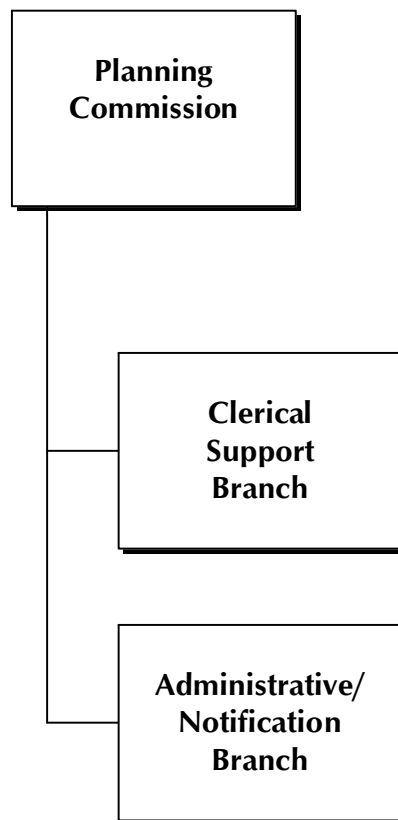 Planning
Commission
Clerical
Support
Branch
Administrative/
Notification
Branch